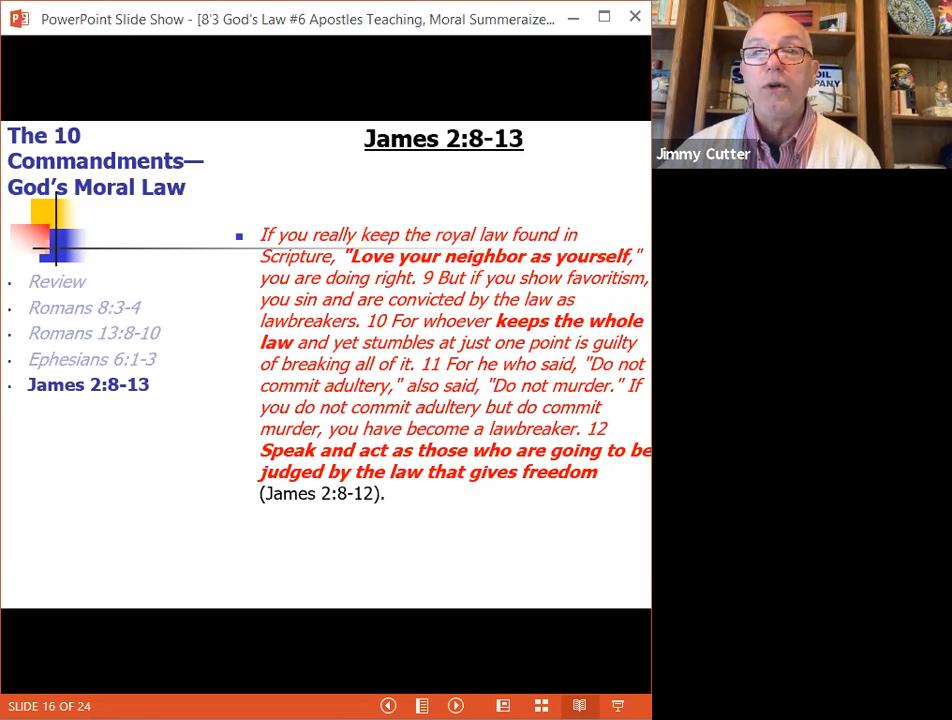 PowerPoint Slide Show - [8'3 God's Law #6 Apostles Teaching, Moral Summeraize...
The 10
Commandments—
God's Moral Law
Review
Romans 8:3-4
Romans 13:8-10
Ephesians 6:1-3
James 2:8-13
James 2:8-13
If you really keep the royal law found in
Scripture, "Love your neighbor as yourself,"
you are doing right. 9 But if you show favoritism,
you sin and are convicted by the law as
lawbreakers. 10 For whoever keeps the whole
law and yet stumbles at just one point is guilty
of breaking all of it. 11 For he who said, "Do not
commit adultery," also said, "Do not murder." If
you do not commit adultery but do commit
murder, you have become a lawbreaker. 12
Speak and act as those who are going to be
judged by the law that gives freedom
(James 2:8-12).
SLIDE 16 OF 24
OIL
Jimmy Cutter